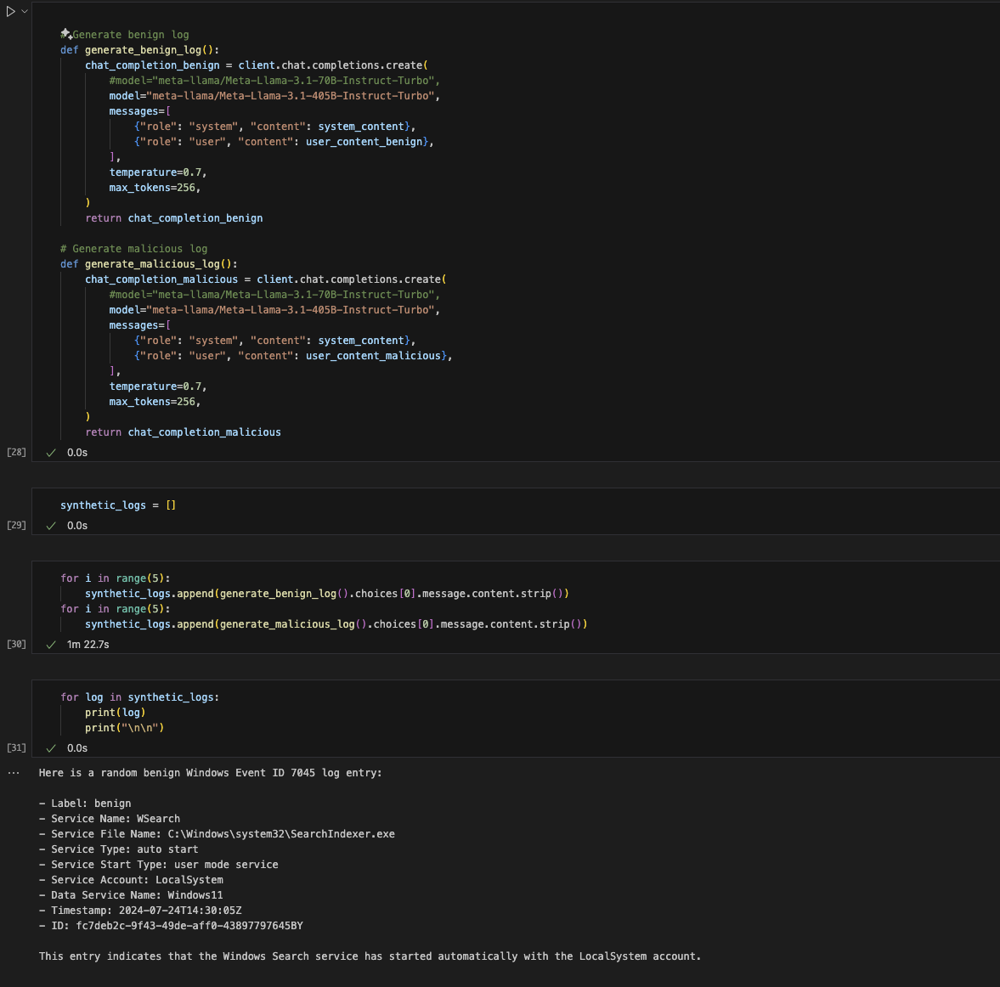 # Generate benign log
def generate_benign_log():
    chat_completion_benign = client.chat.completions.create(
        #model="meta-llama/Meta-Llama-3.1-70B-Instruct-Turbo",
        model="meta-llama/Meta-Llama-3.1-405B-Instruct-Turbo",
        messages=[
            {"role": "system", "content": system_content},
            {"role": "user", "content": user_content_benign},
        ],
        temperature=0.7,
        max_tokens=256,
    )
    return chat_completion_benign

# Generate malicious log
def generate_malicious_log():
    chat_completion_malicious = client.chat.completions.create(
        #model="meta-llama/Meta-Llama-3.1-70B-Instruct-Turbo",
        model="meta-llama/Meta-Llama-3.1-405B-Instruct-Turbo",
        messages=[
            {"role": "system", "content": system_content},
            {"role": "user", "content": user_content_malicious},
        ],
        temperature=0.7,
        max_tokens=256,
    )
    return chat_completion_malicious
[28] ✓ 0.0s
synthetic_logs = []
[29] ✓ 0.0s
for i in range(5):
    synthetic_logs.append(generate_benign_log().choices[0].message.content.strip())
for i in range(5):
    synthetic_logs.append(generate_malicious_log().choices[0].message.content.strip())
[30] ✓ 1m 22.7s
for log in synthetic_logs:
    print(log)
    print("\n\n")
[31] ✓ 0.0s
... Here is a random benign Windows Event ID 7045 log entry:

- Label: benign
- Service Name: WSearch
- Service File Name: C:\Windows\system32\SearchIndexer.exe
- Service Type: auto start
- Service Start Type: user mode service
- Service Account: LocalSystem
- Data Service Name: Windows11
- Timestamp: 2024-07-24T14:30:05Z
- ID: fc7deb2c-9f43-49de-aff0-43897797645BY

This entry indicates that the Windows Search service has started automatically with the LocalSystem account.